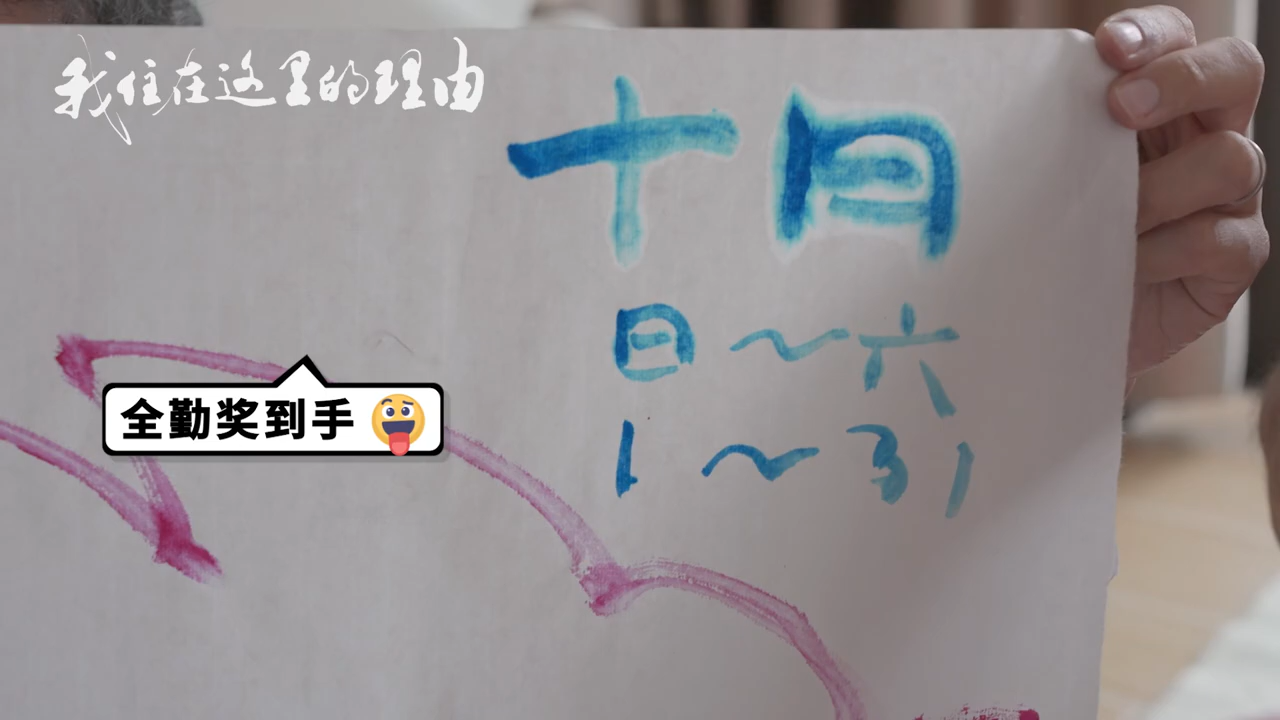 我住在这里的理由
十月
日~六
1~31
全勤奖到手